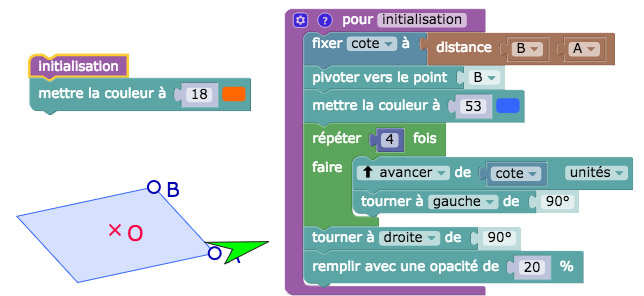 initialisation
mettre la couleur à 18
B
O
? pour initialisation
fixer cote à distance B A
pivoter vers le point B
mettre la couleur à 53
répéter 4 fois
faire
avancer de cote unités
tourner à gauche de 90°
tourner à droite de 90°
remplir avec une opacité de 20 %